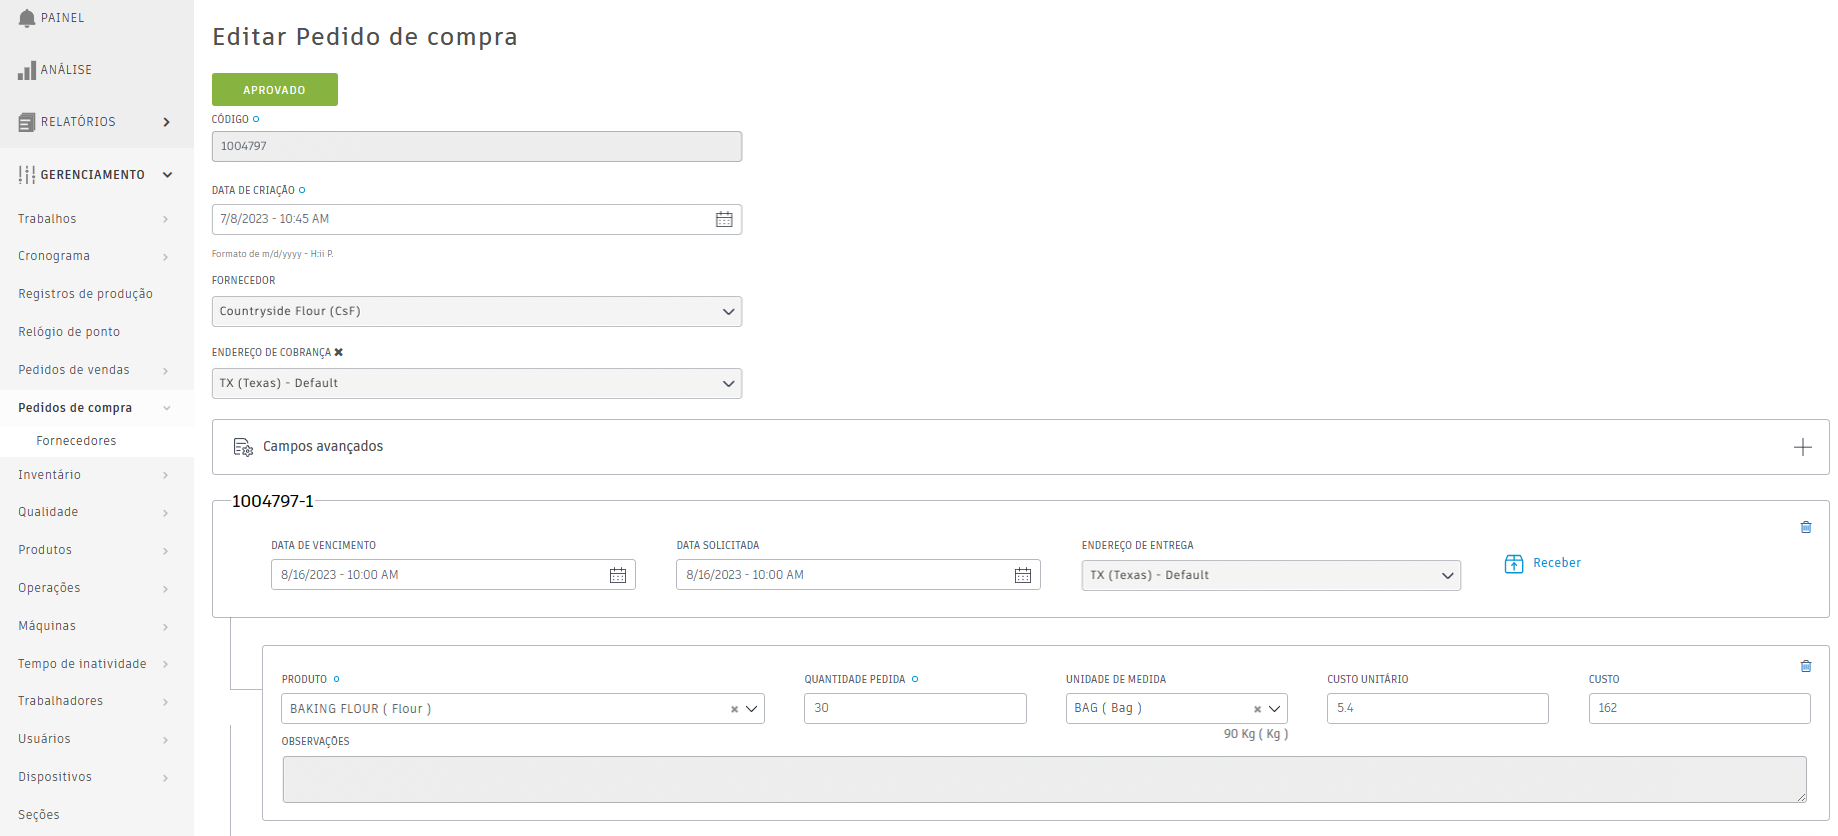 PAINEL
ANÁLISE
RELATÓRIOS
GERENCIAMENTO
Trabalhos
Cronograma
Registros de produção
Relógio de ponto
Pedidos de vendas
Pedidos de compra
Fornecedores
Inventário
Qualidade
Produtos
Operações
Máquinas
Tempo de inatividade
Trabalhadores
Usuários
Dispositivos
Seções
Editar Pedido de compra
APROVADO
CÓDIGO
1004797
DATA DE CRIAÇÃO
7/8/2023 - 10:45 AM
Formato de m/d/yyyy - H:ii P.
FORNECEDOR
Countryside Flour (CsF)
ENDEREÇO DE COBRANÇA
TX (Texas) - Default
Campos avançados
1004797-1
DATA DE VENCIMENTO
8/16/2023 - 10:00 AM
DATA SOLICITADA
8/16/2023 - 10:00 AM
ENDEREÇO DE ENTREGA
TX (Texas) - Default
Receber
PRODUTO
BAKING FLOUR ( Flour )
QUANTIDADE PEDIDA
30
UNIDADE DE MEDIDA
BAG ( Bag )
90 Kg ( Kg )
CUSTO UNITÁRIO
5.4
CUSTO
162
OBSERVAÇÕES